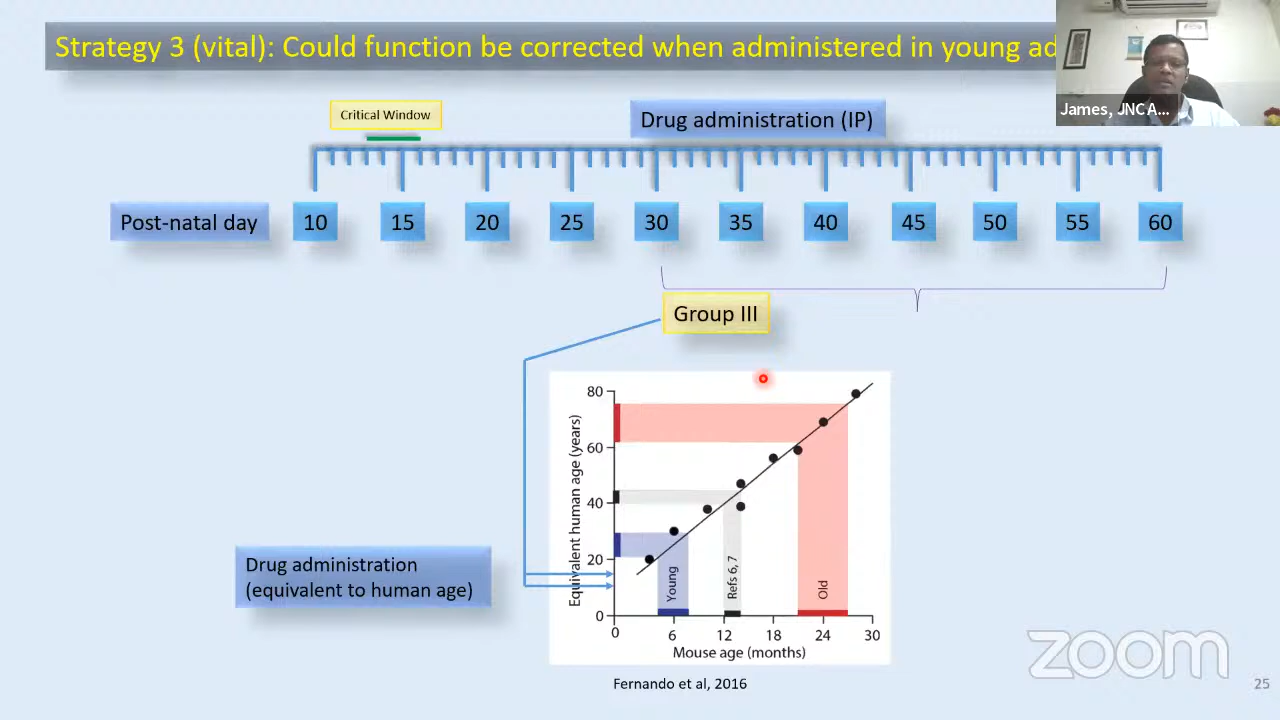 Strategy 3 (vital): Could function be corrected when administered in young
James, JNC A...
Critical Window
Drug administration (IP)
Post-natal day
10 15 20 25 30 35 40 45 50 55 60
Group III
Drug administration
(equivalent to human age)
Equivalent human age (years)
80
60
40
20
0
Young
Refs 6, 7
Old
0 6 12 18 24 30
Mouse age (months)
Fernando et al, 2016
zoom
25